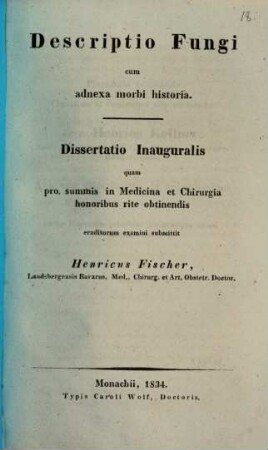 18.
Descriptio Fungi
cum
adnexa morbi historia.
Dissertatio Inauguralis
quam
pro summis in Medicina et Chirurgia
honoribus rite obtinendis
eruditorum examini submittit
Henricus Fischer,
Landsbergensis Bavarus, Med., Chirurg. et Art. Obstetr. Doctor.
Monachii, 1834.
Typis Caroli Wolf, Doctoris.